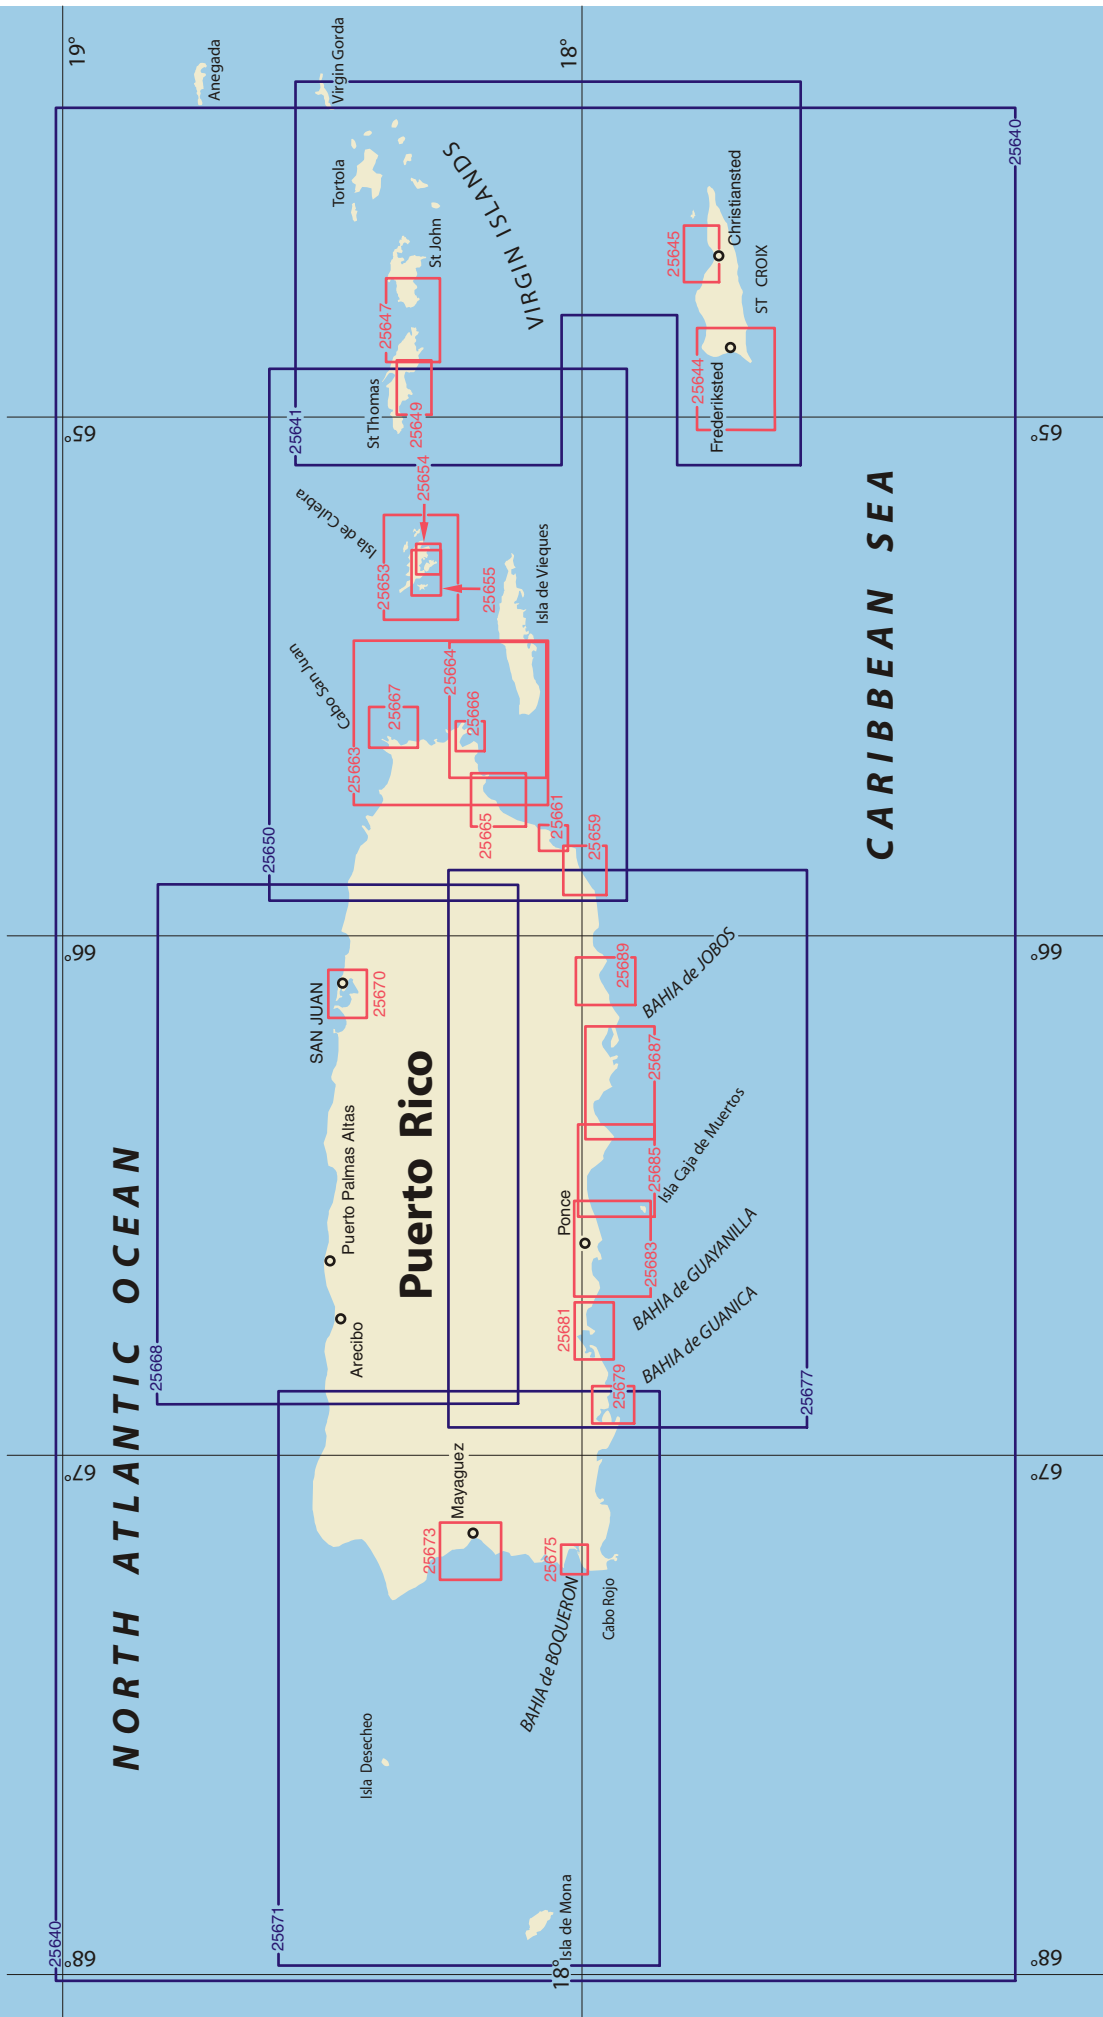 19°
18°
Anegada
Virgin Gorda
25640
Tortola
VIRGIN ISLANDS
St John
25647
25645
Christiansted
ST CROIX
25644
Frederiksted
St Thomas
25649
25641
65°
65°
25654
Isla de Culebra
25653
25655
Isla de Vieques
CARIBBEAN SEA
Cabo San Juan
25667
25664
25666
25663
25665
25661
25659
25650
66°
66°
SAN JUAN
25670
25689
BAHIA de JOBOS
25687
Puerto Rico
Puerto Palmas Altas
Arecibo
25685
Isla Caja de Muertos
Ponce
25683
BAHIA de GUAYANILLA
25681
BAHIA de GUANICA
25679
25677
25668
NORTH ATLANTIC OCEAN
67°
67°
Mayaguez
25673
25675
BAHIA de BOQUERON
Cabo Rojo
Isla Desecheo
Isla de Mona
25671
25640
68°
18°
68°